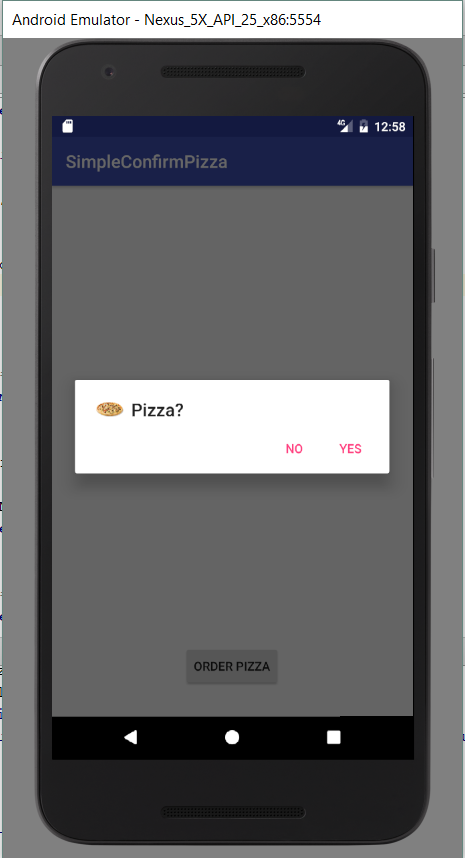 Android Emulator - Nexus_5X_API_25_x86:5554
4G 12:58
SimpleConfirmPizza
Pizza?
NO YES
ORDER PIZZA